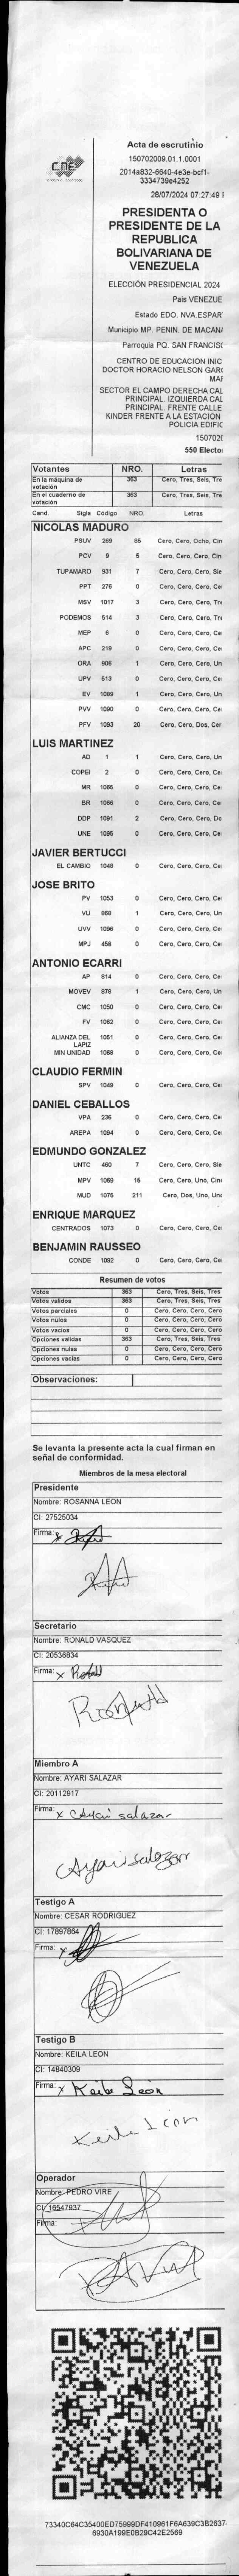 CNE
Acta de escrutinio
150702009.01.1.0001
2014a832-6640-4e3e-bcf1-
3334739e4252
28/07/2024 07:27:49
PRESIDENTA O
PRESIDENTE DE LA
REPUBLICA
BOLIVARIANA DE
VENEZUELA
ELECCIÓN PRESIDENCIAL 2024
Pais VENEZUE
Estado EDO. NVA.ESPAR
Municipio MP. PENIN. DE MACANA
Parroquia PQ. SAN FRANCISC
CENTRO DE EDUCACION INIC
DOCTOR HORACIO NELSON GARC
MAR
SECTOR EL CAMPO DERECHA CAL
PRINCIPAL. IZQUIERDA CAL
PRINCIPAL. FRENTE CALLE
KINDER FRENTE A LA ESTACION
POLICIA EDIFIC
1507020
550 Elector
Votantes NRO. Letras
En la máquina de votación 363 Cero, Tres, Seis, Tre
En el cuaderno de votación 363 Cero, Tres, Seis, Tre
Cand. Sigla Código NRO. Letras
NICOLAS MADURO
PSUV 269 85 Cero, Cero, Ocho, Cin
PCV 9 5 Cero, Cero, Cero, Cin
TUPAMARO 931 7 Cero, Cero, Cero, Sie
PPT 276 0 Cero, Cero, Cero, Ce
MSV 1017 3 Cero, Cero, Cero, Tre
PODEMOS 514 3 Cero, Cero, Cero, Tre
MEP 6 0 Cero, Cero, Cero, Ce
APC 219 0 Cero, Cero, Cero, Ce
ORA 906 1 Cero, Cero, Cero, Un
UPV 513 0 Cero, Cero, Cero, Ce
EV 1089 1 Cero, Cero, Cero, Un
PVV 1090 0 Cero, Cero, Cero, Ce
PFV 1093 20 Cero, Cero, Dos, Cer
LUIS MARTINEZ
AD 1 1 Cero, Cero, Cero, Un
COPEI 2 0 Cero, Cero, Cero, Ce
MR 1065 0 Cero, Cero, Cero, Ce
BR 1066 0 Cero, Cero, Cero, Ce
DDP 1091 2 Cero, Cero, Cero, Do
UNE 1095 0 Cero, Cero, Cero, Ce
JAVIER BERTUCCI
EL CAMBIO 1048 0 Cero, Cero, Cero, Ce
JOSE BRITO
PV 1053 0 Cero, Cero, Cero, Ce
VU 868 1 Cero, Cero, Cero, Un
UVV 1096 0 Cero, Cero, Cero, Ce
MPJ 458 0 Cero, Cero, Cero, Ce
ANTONIO ECARRI
AP 814 0 Cero, Cero, Cero, Ce
MOVEV 878 1 Cero, Cero, Cero, Un
CMC 1050 0 Cero, Cero, Cero, Ce
FV 1062 0 Cero, Cero, Cero, Ce
ALIANZA DEL LAPIZ 1051 0 Cero, Cero, Cero, Ce
MIN UNIDAD 1068 0 Cero, Cero, Cero, Ce
CLAUDIO FERMIN
SPV 1049 0 Cero, Cero, Cero, Ce
DANIEL CEBALLOS
VPA 236 0 Cero, Cero, Cero, Ce
AREPA 1094 0 Cero, Cero, Cero, Ce
EDMUNDO GONZALEZ
UNTC 460 7 Cero, Cero, Cero, Sie
MPV 1069 15 Cero, Cero, Uno, Cinc
MUD 1075 211 Cero, Dos, Uno, Uno
ENRIQUE MARQUEZ
CENTRADOS 1073 0 Cero, Cero, Cero, Ce
BENJAMIN RAUSSEO
CONDE 1092 0 Cero, Cero, Cero, Ce
Resumen de votos
Votos 363 Cero, Tres, Seis, Tres
Votos validos 363 Cero, Tres, Seis, Tres
Votos parciales 0 Cero, Cero, Cero, Cero
Votos nulos 0 Cero, Cero, Cero, Cero
Votos vacios 0 Cero, Cero, Cero, Cero
Opciones validas 363 Cero, Tres, Seis, Tres
Opciones nulas 0 Cero, Cero, Cero, Cero
Opciones vacias 0 Cero, Cero, Cero, Cero
Observaciones:
Se levanta la presente acta la cual firman en
señal de conformidad.
Miembros de la mesa electoral
Presidente
Nombre: ROSANNA LEON
CI: 27525034
Firma: x
Secretario
Nombre: RONALD VASQUEZ
CI: 20536834
Firma: x Ronald
Ronald
Miembro A
Nombre: AYARI SALAZAR
CI: 20112917
Firma: x Ayari salazar
Ayari salazar
Testigo A
Nombre: CESAR RODRIGUEZ
CI: 17897864
Firma: x
Testigo B
Nombre: KEILA LEON
CI: 14840309
Firma: x Keila Leon
Keila Leon
Operador
Nombre: PEDRO VIRE
CI: 16547937
Firma:
73340C64C35400ED75999DF410961F6A639C3B2637
6930A199E0B29C42E2569